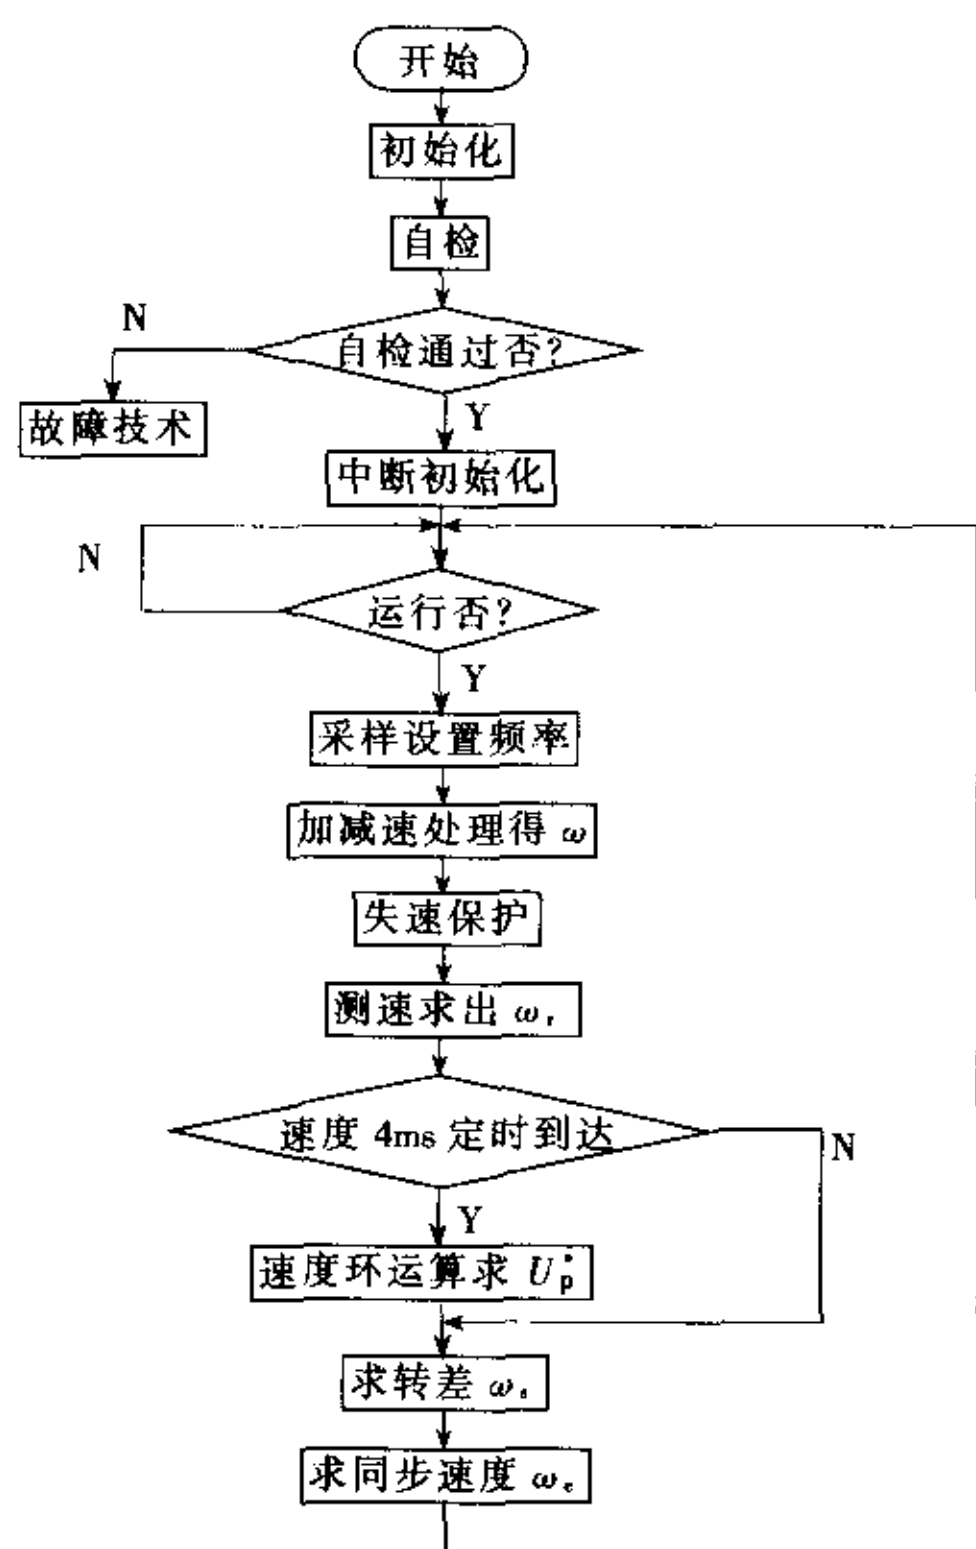 开始
初始化
自检
N
自检通过否?
故障技术
Y
中断初始化
N
运行否?
Y
采样设置频率
加减速处理得 ω
失速保护
测速求出 ωr
速度 4ms 定时到达
N
Y
速度环运算求 U*p
求转差 ωs
求同步速度 ωe